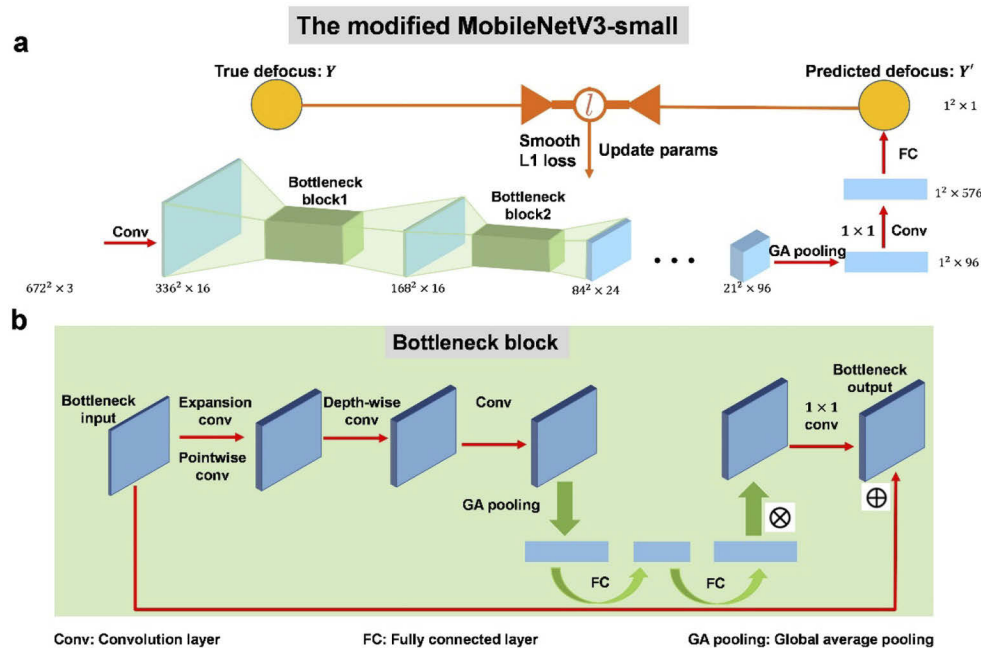 The modified MobileNetV3-small
a
True defocus: Y
Predicted defocus: Y′
1² × 1
l
Smooth
L1 loss
Update params
FC
1² × 576
Bottleneck
block1
Bottleneck
block2
Conv
1 × 1
Conv
GA pooling
1² × 96
672² × 3
336² × 16
168² × 16
84² × 24
21² × 96
b
Bottleneck block
Bottleneck
input
Expansion
conv
Pointwise
conv
Depth-wise
conv
Conv
1 × 1
conv
Bottleneck
output
GA pooling
⊗
⊕
FC
FC
Conv: Convolution layer
FC: Fully connected layer
GA pooling: Global average pooling